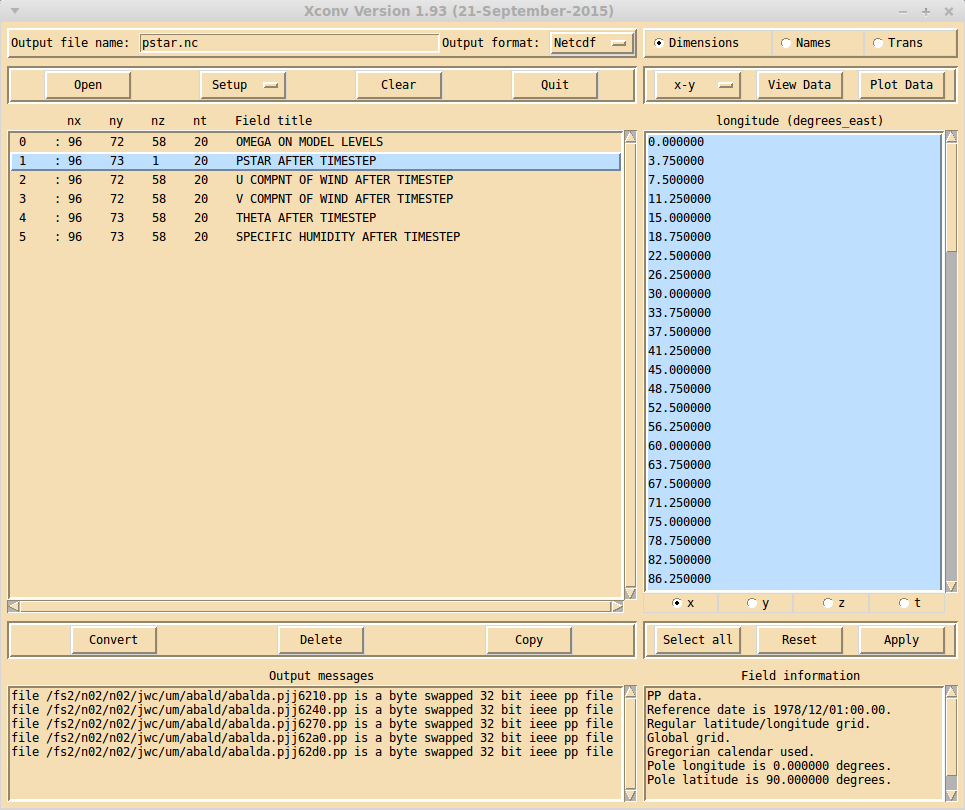 Xconv Version 1.93 (21-September-2015)
Output file name: pstar.nc Output format: Netcdf
Dimensions Names Trans
Open Setup Clear Quit
x-y View Data Plot Data
nx ny nz nt Field title
0 : 96 72 58 20 OMEGA ON MODEL LEVELS
1 : 96 73 1 20 PSTAR AFTER TIMESTEP
2 : 96 72 58 20 U COMPNT OF WIND AFTER TIMESTEP
3 : 96 72 58 20 V COMPNT OF WIND AFTER TIMESTEP
4 : 96 73 58 20 THETA AFTER TIMESTEP
5 : 96 73 58 20 SPECIFIC HUMIDITY AFTER TIMESTEP
longitude (degrees_east)
0.000000
3.750000
7.500000
11.250000
15.000000
18.750000
22.500000
26.250000
30.000000
33.750000
37.500000
41.250000
45.000000
48.750000
52.500000
56.250000
60.000000
63.750000
67.500000
71.250000
75.000000
78.750000
82.500000
86.250000
x y z t
Convert Delete Copy
Select all Reset Apply
Output messages
file /fs2/n02/n02/jwc/um/abald/abalda.pjj6210.pp is a byte swapped 32 bit ieee pp file
file /fs2/n02/n02/jwc/um/abald/abalda.pjj6240.pp is a byte swapped 32 bit ieee pp file
file /fs2/n02/n02/jwc/um/abald/abalda.pjj6270.pp is a byte swapped 32 bit ieee pp file
file /fs2/n02/n02/jwc/um/abald/abalda.pjj62a0.pp is a byte swapped 32 bit ieee pp file
file /fs2/n02/n02/jwc/um/abald/abalda.pjj62d0.pp is a byte swapped 32 bit ieee pp file
Field information
PP data.
Reference date is 1978/12/01:00.00.
Regular latitude/longitude grid.
Global grid.
Gregorian calendar used.
Pole longitude is 0.000000 degrees.
Pole latitude is 90.000000 degrees.